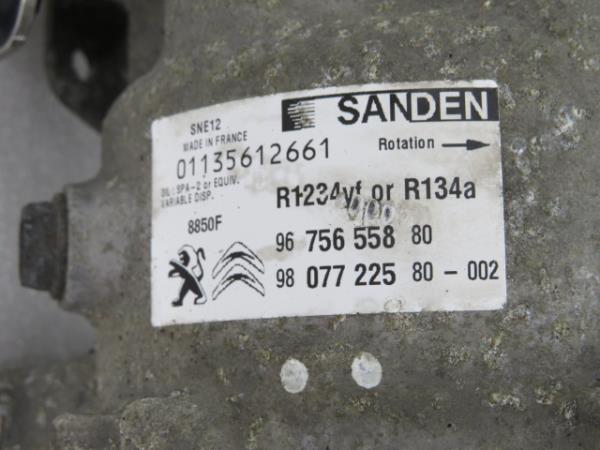 SANDEN
SNE12
MADE IN FRANCE
Rotation →
01135612661
OIL: SPA-2 or EQUIV.
VARIABLE DISP.
R1234yf or R134a
8850F
96 756 558 80
98 077 225 80 - 002